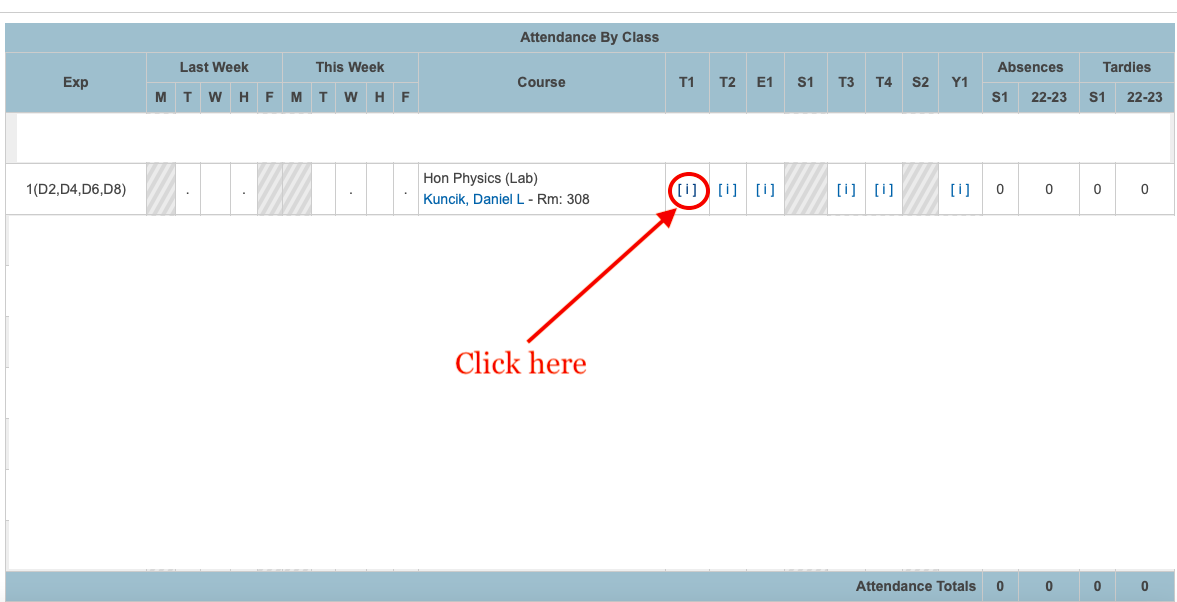 Attendance By Class
Exp Last Week This Week Course T1 T2 E1 S1 T3 T4 S2 Y1 Absences Tardies
M T W H F M T W H F S1 22-23 S1 22-23
1(D2,D4,D6,D8) . . . . Hon Physics (Lab) [ i ] [ i ] [ i ] [ i ] [ i ] [ i ] 0 0 0 0
Kuncik, Daniel L - Rm: 308
Click here
Attendance Totals 0 0 0 0